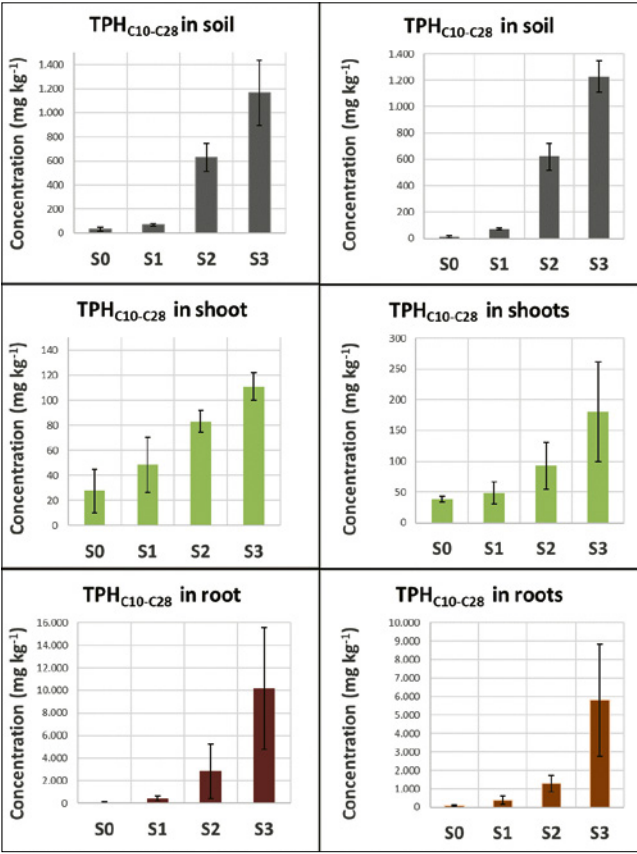 TPHC10-C28 in soil
Concentration (mg kg-1)
1.400
1.200
1.000
800
600
400
200
0
S0 S1 S2 S3
TPHC10-C28 in soil
Concentration (mg kg-1)
1.400
1.200
1.000
800
600
400
200
0
S0 S1 S2 S3
TPHC10-C28 in shoot
Concentration (mg kg-1)
140
120
100
80
60
40
20
0
S0 S1 S2 S3
TPHC10-C28 in shoots
Concentration (mg kg-1)
300
250
200
150
100
50
0
S0 S1 S2 S3
TPHC10-C28 in root
Concentration (mg kg-1)
16.000
14.000
12.000
10.000
8.000
6.000
4.000
2.000
0
S0 S1 S2 S3
TPHC10-C28 in roots
Concentration (mg kg-1)
10.000
9.000
8.000
7.000
6.000
5.000
4.000
3.000
2.000
1.000
0
S0 S1 S2 S3